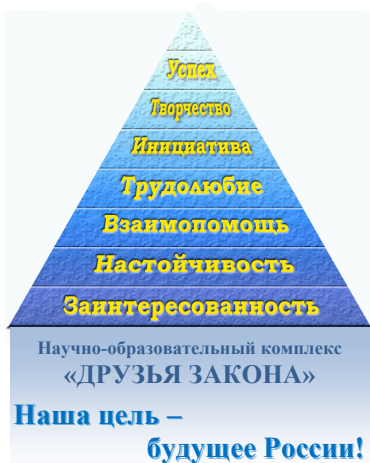 Успех
Творчество
Инициатива
Трудолюбие
Взаимопомощь
Настойчивость
Заинтересованность
Научно-образовательный комплекс
«ДРУЗЬЯ ЗАКОНА»
Наша цель –
будущее России!